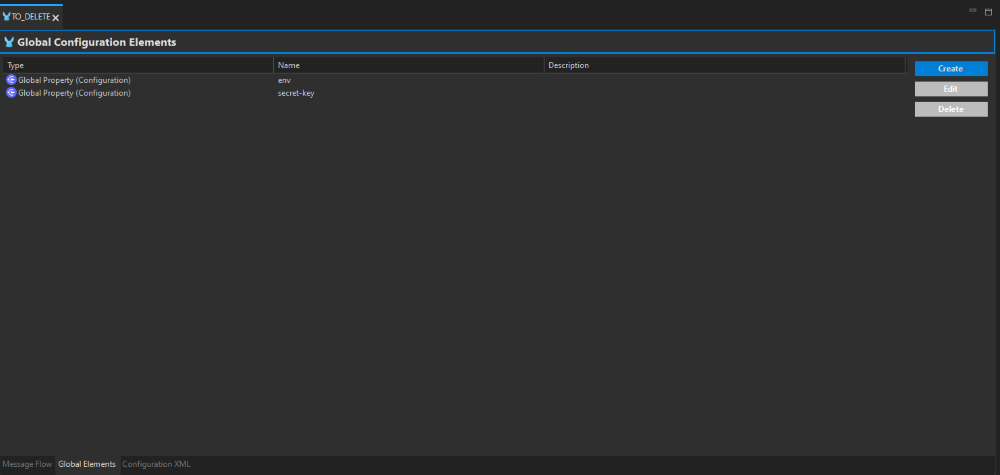 TO_DELETE
Global Configuration Elements
Type Name Description
Global Property (Configuration) env
Global Property (Configuration) secret-key
Create
Edit
Delete
Message Flow Global Elements Configuration XML